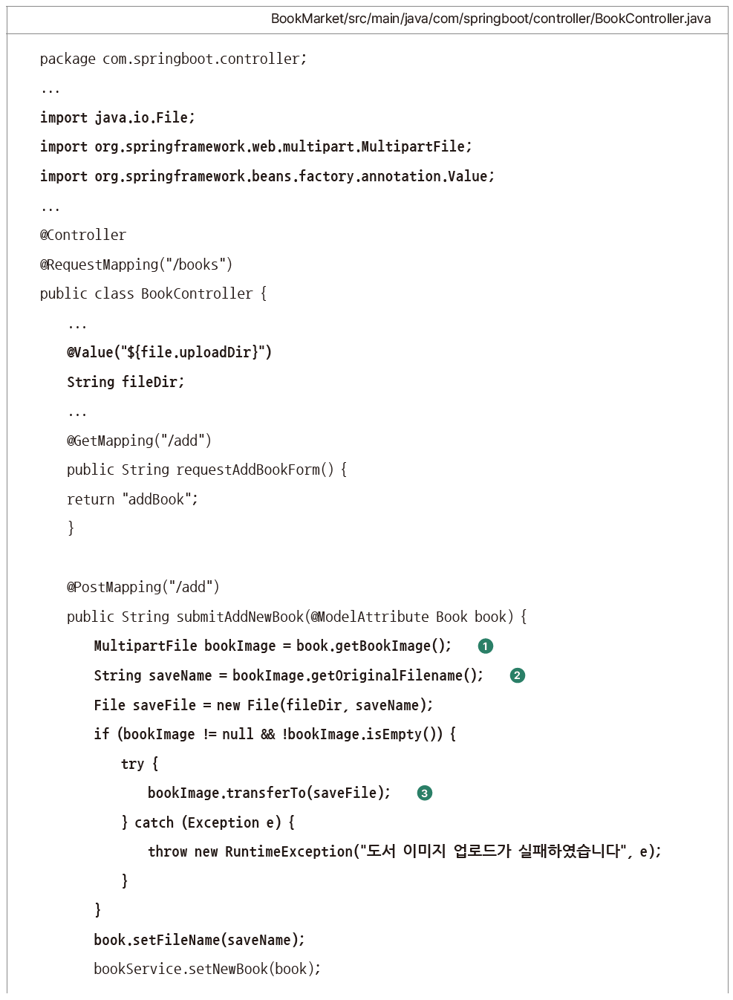 BookMarket/src/main/java/com/springboot/controller/BookController.java
package com.springboot.controller;
...
import java.io.File;
import org.springframework.web.multipart.MultipartFile;
import org.springframework.beans.factory.annotation.Value;
...
@Controller
@RequestMapping("/books")
public class BookController {
...
@Value("${file.uploadDir}")
String fileDir;
...
@GetMapping("/add")
public String requestAddBookForm() {
return "addBook";
}
@PostMapping("/add")
public String submitAddNewBook(@ModelAttribute Book book) {
MultipartFile bookImage = book.getBookImage(); 1
String saveName = bookImage.getOriginalFilename(); 2
File saveFile = new File(fileDir, saveName);
if (bookImage != null && !bookImage.isEmpty()) {
try {
bookImage.transferTo(saveFile); 3
} catch (Exception e) {
throw new RuntimeException("도서 이미지 업로드가 실패하였습니다", e);
}
}
book.setFileName(saveName);
bookService.setNewBook(book);